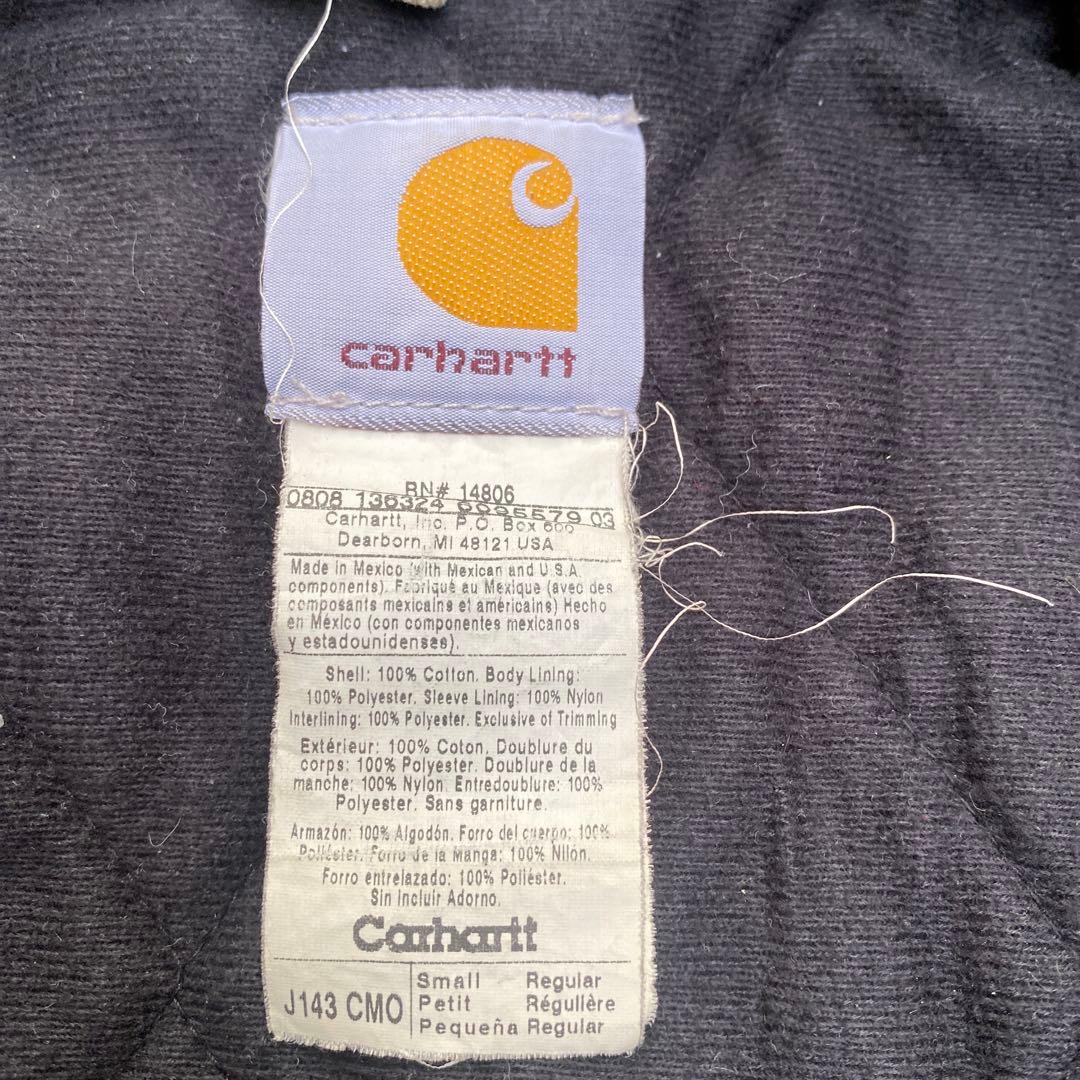 carhartt
RN# 14806
0808 136324 0095579 03
Carhartt, Inc. P.O. Box 600
Dearborn, MI 48121 USA
Made in Mexico (with Mexican and U.S.A.
components). Fabriqué au Mexique (avec des
composants mexicains et américains) Hecho
en México (con componentes mexicanos
y estadounidenses).
Shell: 100% Cotton. Body Lining:
100% Polyester. Sleeve Lining: 100% Nylon
Interlining: 100% Polyester. Exclusive of Trimming
Extérieur: 100% Coton. Doublure du
corps: 100% Polyester. Doublure de la
manche: 100% Nylon. Entredoublure: 100%
Polyester. Sans garniture.
Armazón: 100% Algodón. Forro del cuerpo: 100%
Poliéster. Forro de la Manga: 100% Nilón.
Forro entrelazado: 100% Poliéster.
Sin Incluir Adorno.
Carhartt
J143 CMO
Small Regular
Petit Régulière
Pequeña Regular